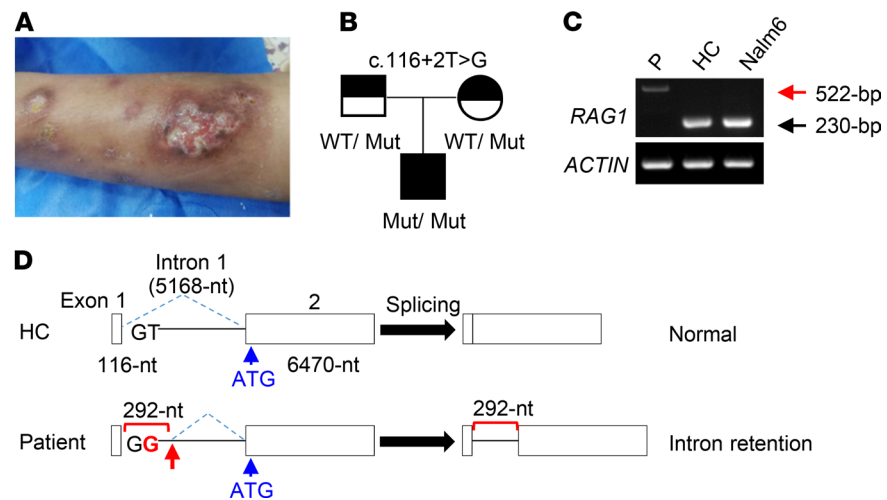 A
B
c.116+2T>G
WT/ Mut
WT/ Mut
Mut/ Mut
C
P
HC
Nalm6
RAG1
522-bp
230-bp
ACTIN
D
Intron 1
(5168-nt)
Exon 1
2
Splicing
HC
GT
Normal
116-nt
ATG
6470-nt
292-nt
292-nt
Patient
GG
Intron retention
ATG